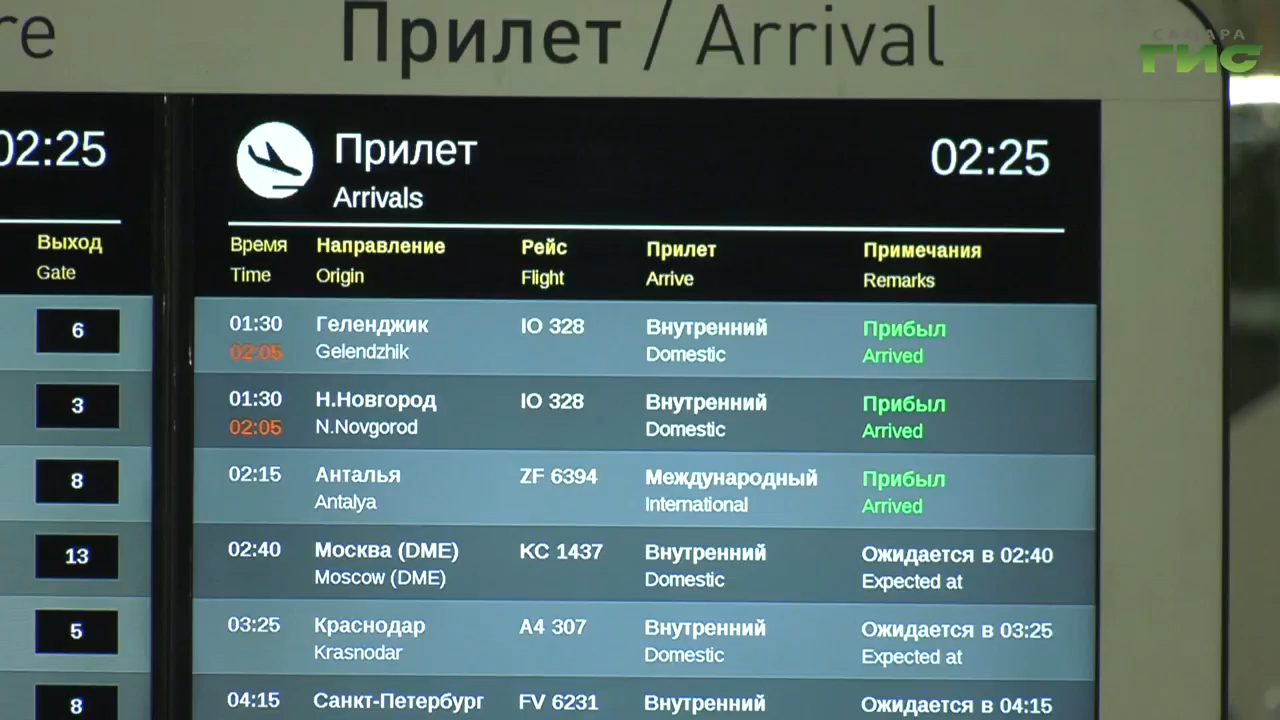 re
Прилет / Arrival
САМАРА
ГИС
02:25
Прилет
Arrivals
02:25
Выход
Gate
Время Направление Рейс Прилет Примечания
Time Origin Flight Arrive Remarks
6
01:30 Геленджик IO 328 Внутренний Прибыл
02:05 Gelendzhik Domestic Arrived
3
01:30 Н.Новгород IO 328 Внутренний Прибыл
02:05 N.Novgorod Domestic Arrived
8
02:15 Анталья ZF 6394 Международный Прибыл
Antalya International Arrived
13
02:40 Москва (DME) KC 1437 Внутренний Ожидается в 02:40
Moscow (DME) Domestic Expected at
5
03:25 Краснодар A4 307 Внутренний Ожидается в 03:25
Krasnodar Domestic Expected at
8
04:15 Санкт-Петербург FV 6231 Внутренний Ожидается в 04:15